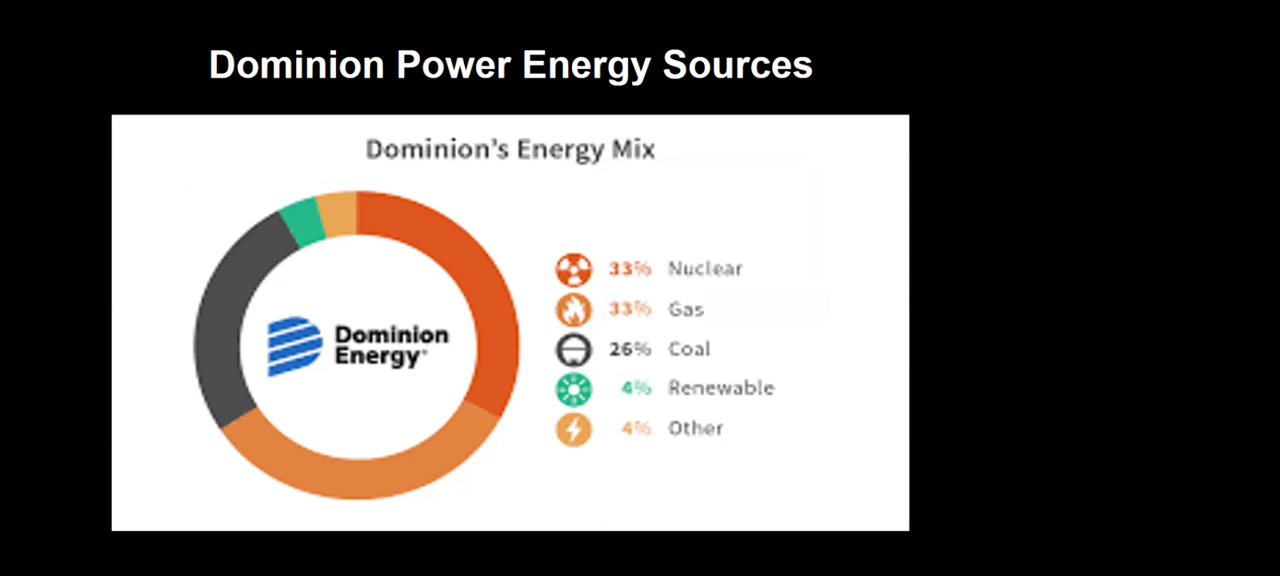 Dominion Power Energy Sources
Dominion's Energy Mix
Dominion
Energy
33% Nuclear
33% Gas
26% Coal
4% Renewable
4% Other